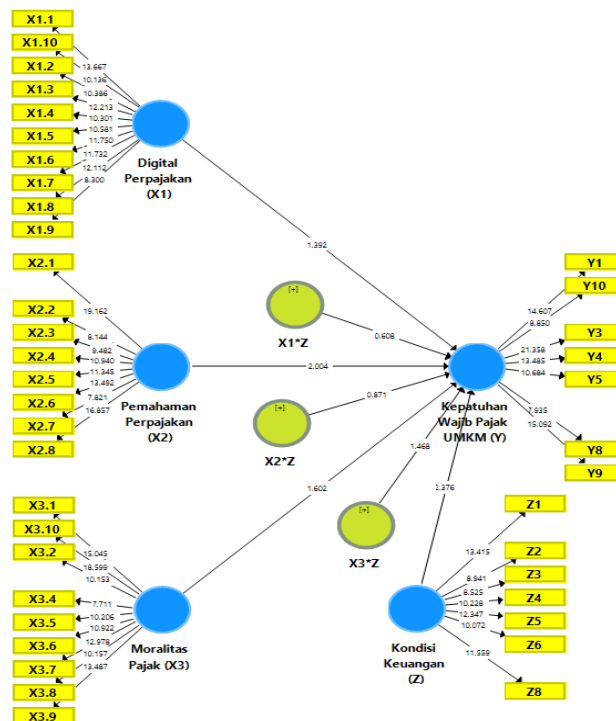 X1.1
X1.10
X1.2
X1.3
X1.4
X1.5
X1.6
X1.7
X1.8
X1.9
13.667
10.136
10.386
12.213
10.301
10.581
11.750
11.732
12.112
8.300
Digital
Perpajakan
(X1)
1.392
X2.1
X2.2
X2.3
X2.4
X2.5
X2.6
X2.7
X2.8
19.162
8.144
9.482
10.940
11.345
13.492
7.821
16.857
Pemahaman
Perpajakan
(X2)
2.004
[+]
X1*Z
0.608
[+]
X2*Z
0.871
[+]
X3*Z
1.468
X3.1
X3.10
X3.2
X3.4
X3.5
X3.6
X3.7
X3.8
X3.9
15.045
18.599
10.153
7.711
10.206
10.922
12.979
10.157
13.487
Moralitas
Pajak (X3)
1.602
Kepatuhan
Wajib Pajak
UMKM (Y)
Y1
Y10
Y3
Y4
Y5
Y8
Y9
14.607
8.850
21.358
13.485
10.684
7.935
15.092
2.376
Kondisi
Keuangan
(Z)
Z1
Z2
Z3
Z4
Z5
Z6
Z8
13.415
8.941
8.525
10.228
12.347
10.072
11.559